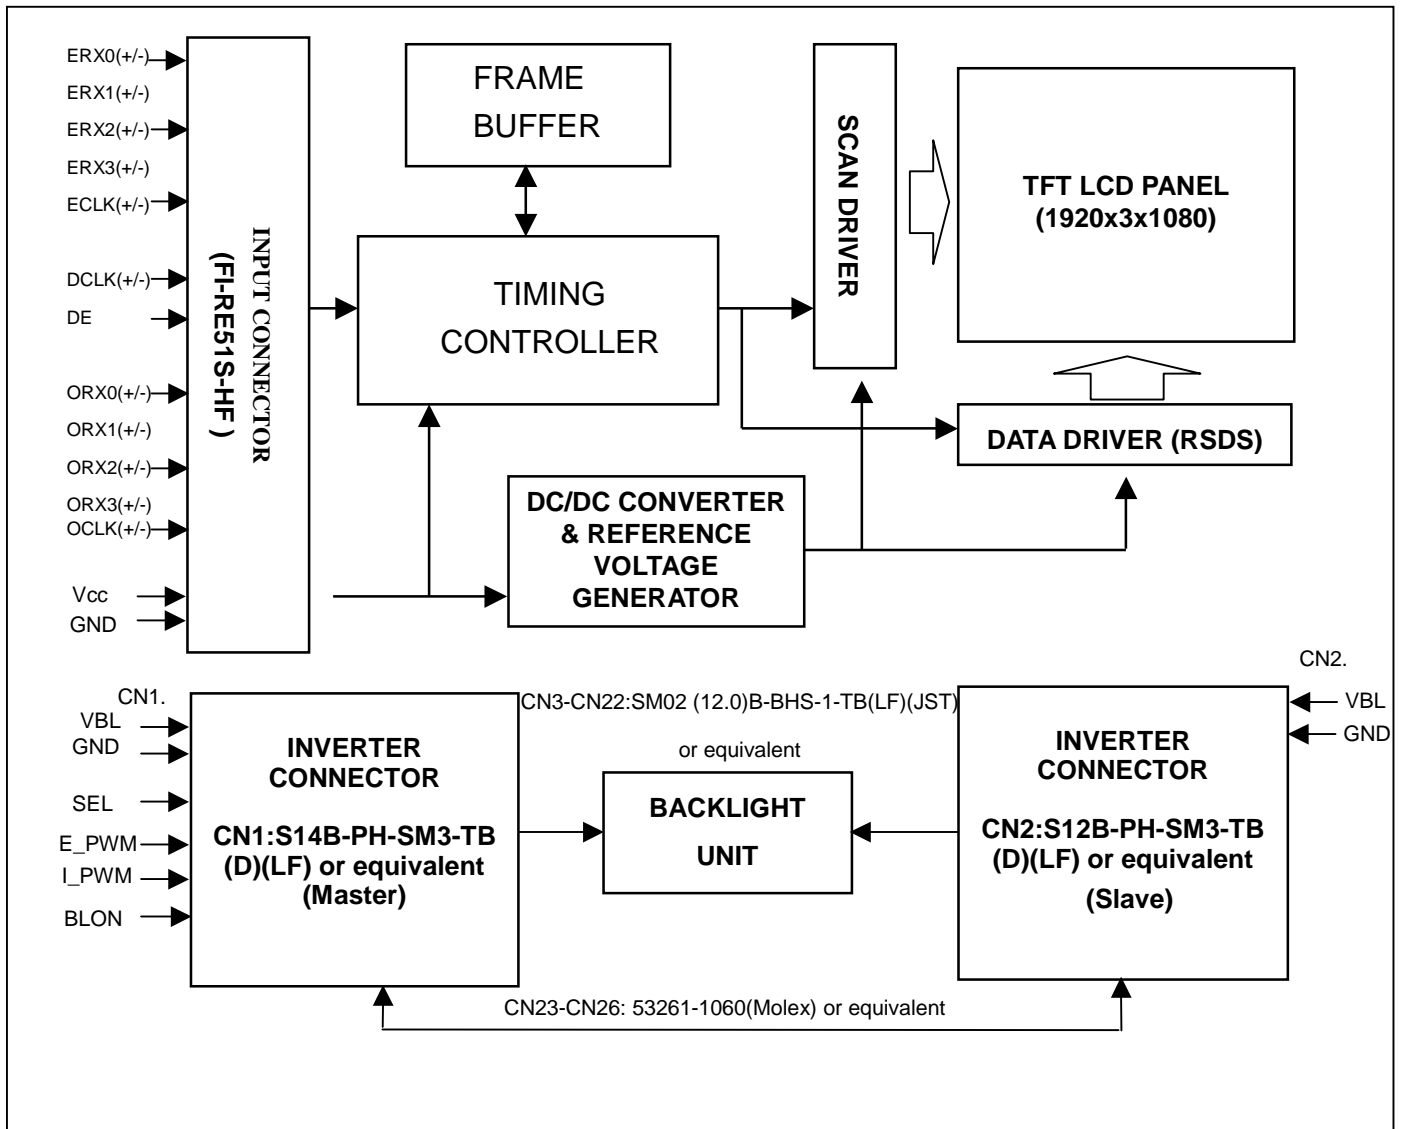 ERX0(+/-)
ERX1(+/-)
ERX2(+/-)
ERX3(+/-)
ECLK(+/-)
DCLK(+/-)
DE
ORX0(+/-)
ORX1(+/-)
ORX2(+/-)
ORX3(+/-)
OCLK(+/-)
Vcc
GND
INPUT CONNECTOR
(FI-RE51S-HF )
FRAME
BUFFER
TIMING
CONTROLLER
SCAN DRIVER
TFT LCD PANEL
(1920x3x1080)
DATA DRIVER (RSDS)
DC/DC CONVERTER
& REFERENCE
VOLTAGE
GENERATOR
CN1.
VBL
GND
SEL
E_PWM
I_PWM
BLON
INVERTER
CONNECTOR
CN1:S14B-PH-SM3-TB
(D)(LF) or equivalent
(Master)
CN3-CN22:SM02 (12.0)B-BHS-1-TB(LF)(JST)
or equivalent
BACKLIGHT
UNIT
CN2.
VBL
GND
INVERTER
CONNECTOR
CN2:S12B-PH-SM3-TB
(D)(LF) or equivalent
(Slave)
CN23-CN26: 53261-1060(Molex) or equivalent